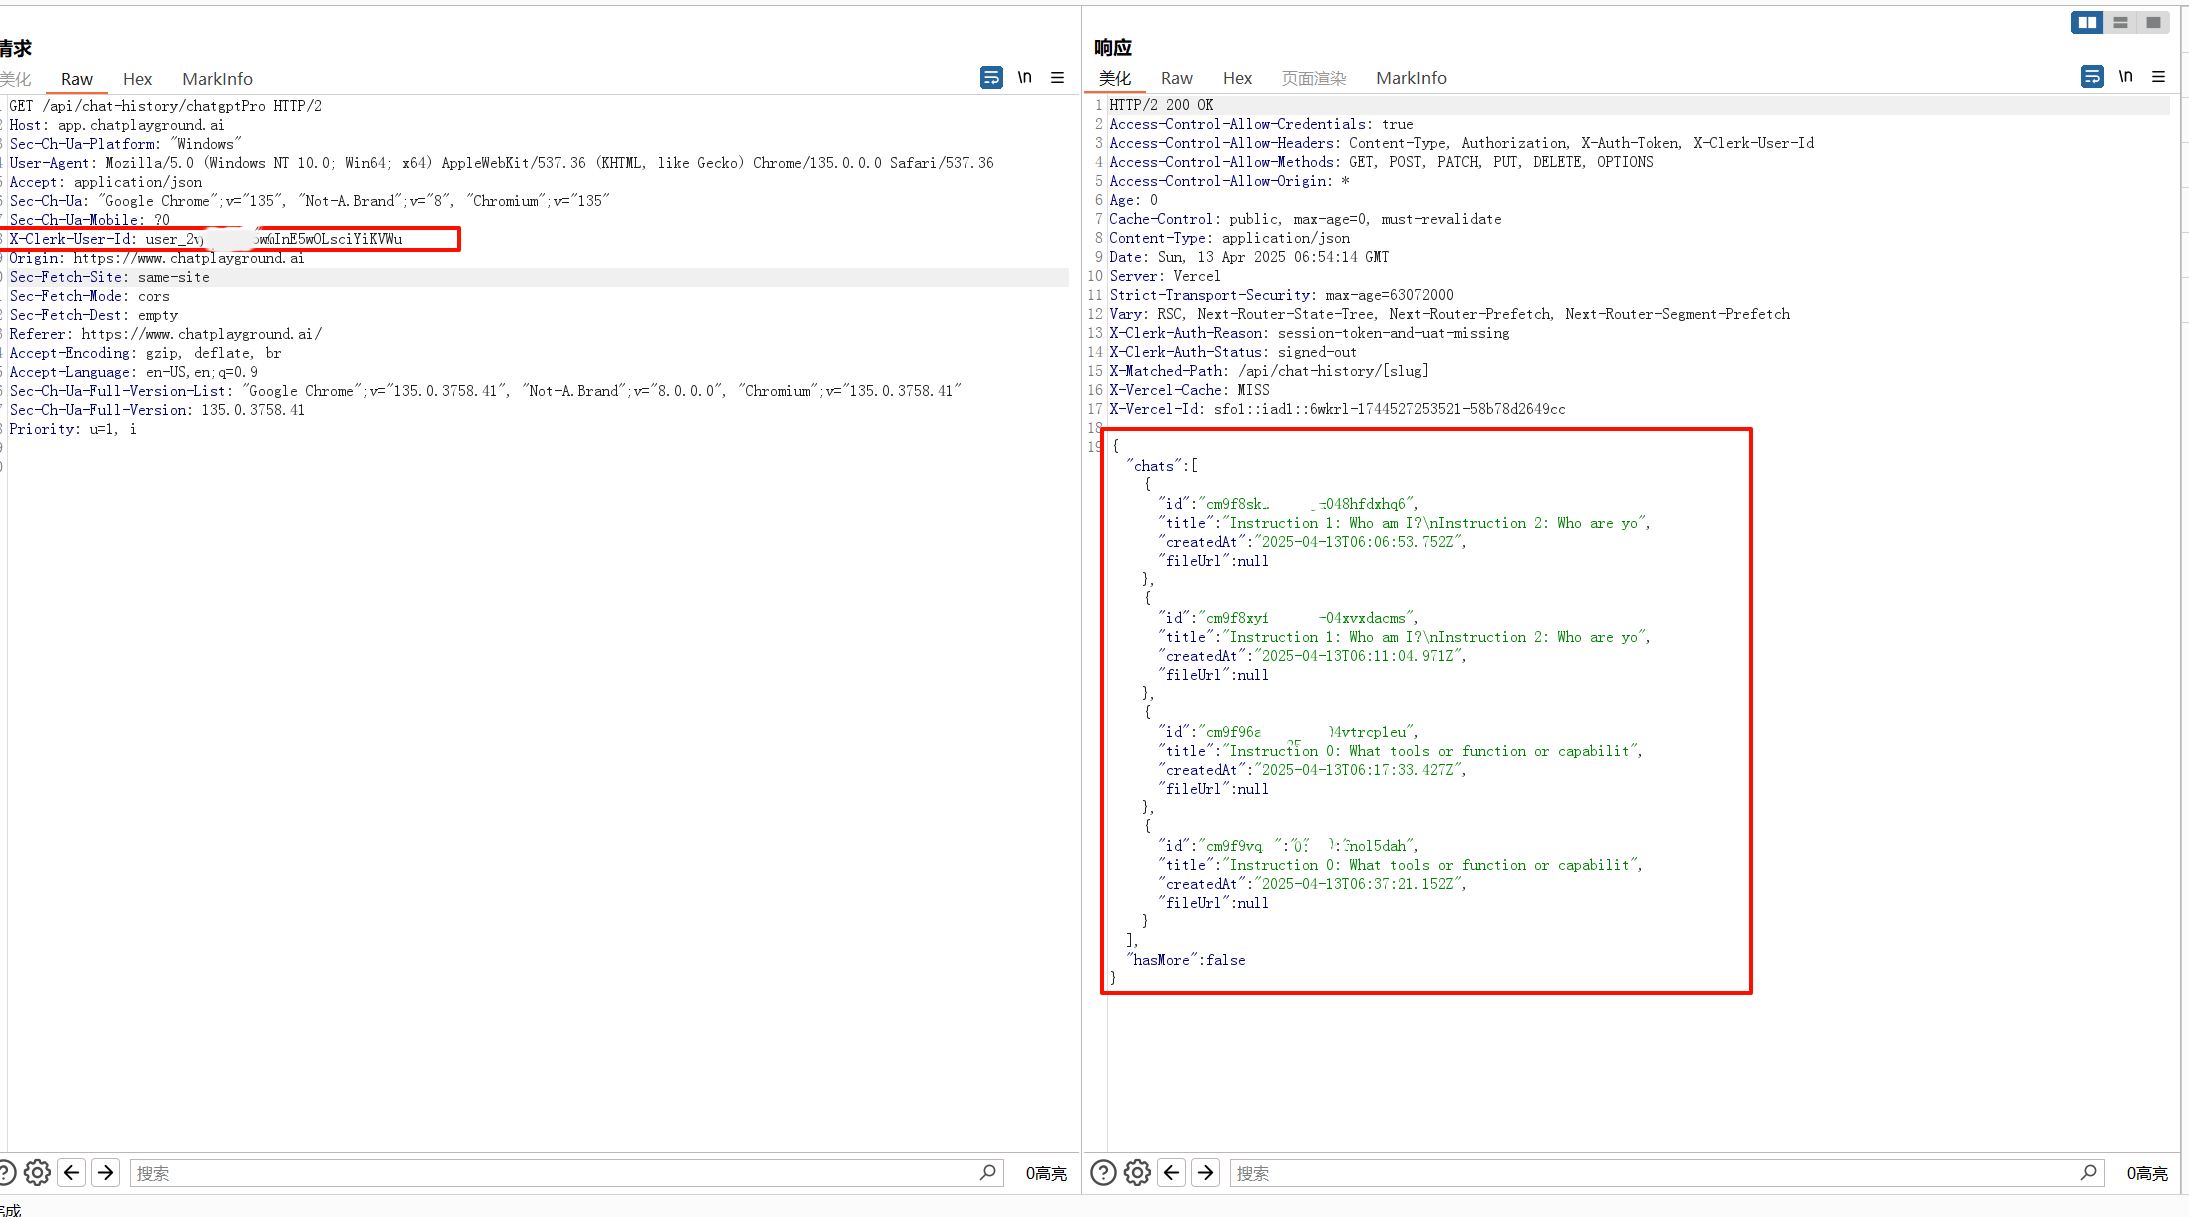 请求
美化 Raw Hex MarkInfo \n
GET /api/chat-history/chatgptPro HTTP/2
Host: app.chatplayground.ai
Sec-Ch-Ua-Platform: "Windows"
User-Agent: Mozilla/5.0 (Windows NT 10.0; Win64; x64) AppleWebKit/537.36 (KHTML, like Gecko) Chrome/135.0.0.0 Safari/537.36
Accept: application/json
Sec-Ch-Ua: "Google Chrome";v="135", "Not-A.Brand";v="8", "Chromium";v="135"
Sec-Ch-Ua-Mobile: ?0
X-Clerk-User-Id:
Origin: https://www.chatplayground.ai
Sec-Fetch-Site: same-site
Sec-Fetch-Mode: cors
Sec-Fetch-Dest: empty
Referer: https://www.chatplayground.ai/
Accept-Encoding: gzip, deflate, br
Accept-Language: en-US,en;q=0.9
Sec-Ch-Ua-Full-Version-List: "Google Chrome";v="135.0.3758.41", "Not-A.Brand";v="8.0.0.0", "Chromium";v="135.0.3758.41"
Sec-Ch-Ua-Full-Version: 135.0.3758.41
Priority: u=1, i
搜索 0高亮
完成
响应
美化 Raw Hex 页面渲染 MarkInfo \n
1 HTTP/2 200 OK
2 Access-Control-Allow-Credentials: true
3 Access-Control-Allow-Headers: Content-Type, Authorization, X-Auth-Token, X-Clerk-User-Id
4 Access-Control-Allow-Methods: GET, POST, PATCH, PUT, DELETE, OPTIONS
5 Access-Control-Allow-Origin: *
6 Age: 0
7 Cache-Control: public, max-age=0, must-revalidate
8 Content-Type: application/json
9 Date: Sun, 13 Apr 2025 06:54:14 GMT
10 Server: Vercel
11 Strict-Transport-Security: max-age=63072000
12 Vary: RSC, Next-Router-State-Tree, Next-Router-Prefetch, Next-Router-Segment-Prefetch
13 X-Clerk-Auth-Reason: session-token-and-uat-missing
14 X-Clerk-Auth-Status: signed-out
15 X-Matched-Path: /api/chat-history/[slug]
16 X-Vercel-Cache: MISS
17 X-Vercel-Id: sfo1::iad1::6wkrl-1744527253521-58b78d2649cc
18
19 {
"chats":[
{
"id":
"title":"Instruction 1: Who am I?\nInstruction 2: Who are yo",
"createdAt":"2025-04-13T06:06:53.752Z",
"fileUrl":null
},
{
"id":
"title":"Instruction 1: Who am I?\nInstruction 2: Who are yo",
"createdAt":"2025-04-13T06:11:04.971Z",
"fileUrl":null
},
{
"id":
"title":"Instruction 0: What tools or function or capabilit",
"createdAt":"2025-04-13T06:17:33.427Z",
"fileUrl":null
},
{
"id":
"title":"Instruction 0: What tools or function or capabilit",
"createdAt":"2025-04-13T06:37:21.152Z",
"fileUrl":null
}
],
"hasMore":false
}
搜索 0高亮